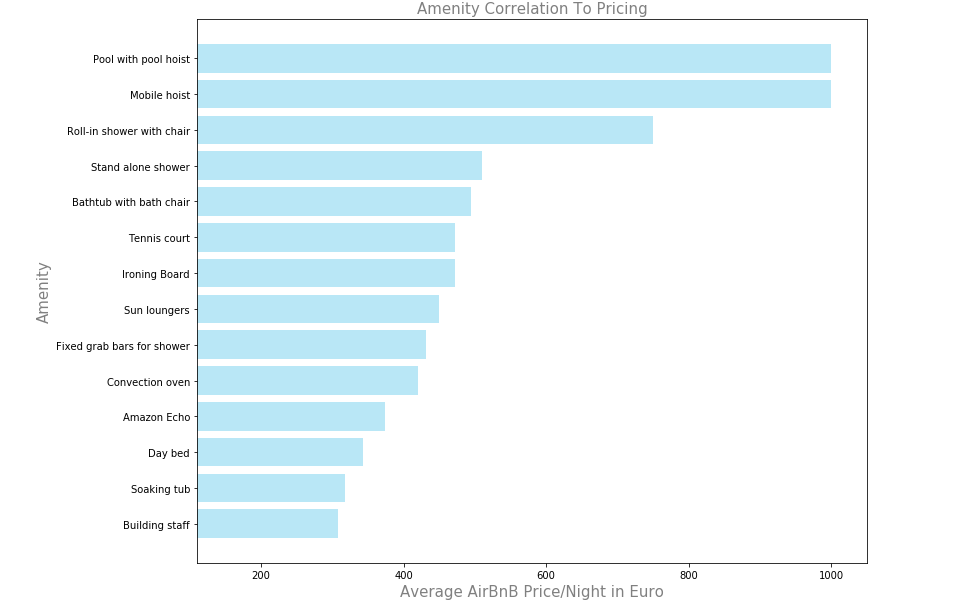 Amenity Correlation To Pricing
Pool with pool hoist
Mobile hoist
Roll-in shower with chair
Stand alone shower
Bathtub with bath chair
Tennis court
Ironing Board
Sun loungers
Fixed grab bars for shower
Convection oven
Amazon Echo
Day bed
Soaking tub
Building staff
Amenity
200 400 600 800 1000
Average AirBnB Price/Night in Euro